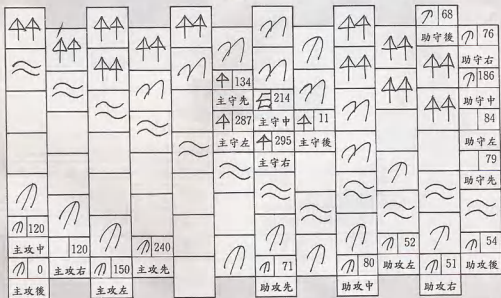 68
助守後
76
助守右
186
助守中
84
助守左
79
助守先
134
主守先
214
主守中
287
主守左
11
主守後
295
主守右
120
主攻中
120
主攻右
0
主攻後
150
主攻左
240
主攻先
71
助攻先
80
助攻中
52
助攻左
51
助攻右
54
助攻後